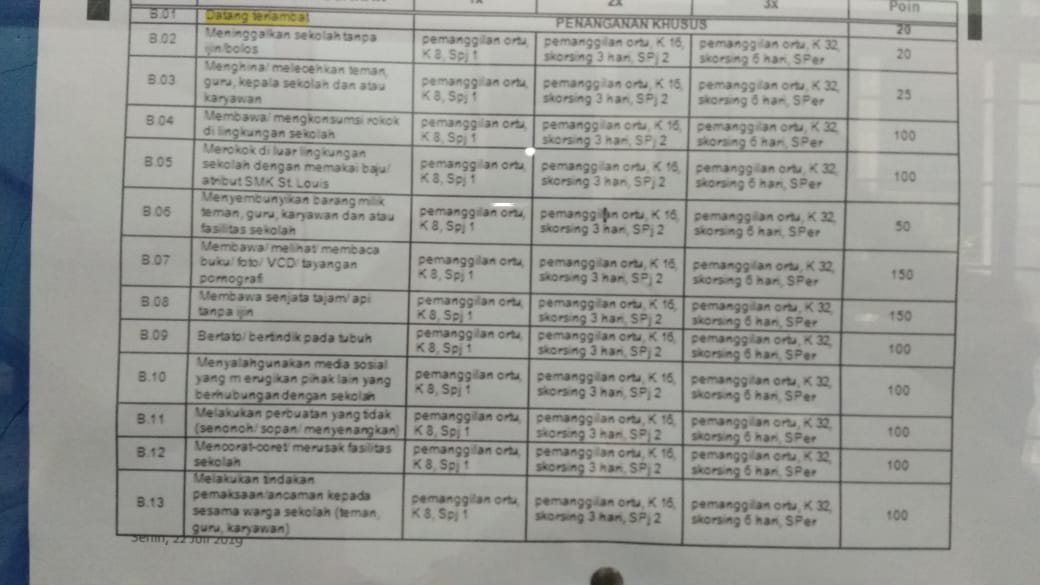 1x 2x 3x Poin
B.01 Datang terlambat PENANGANAN KHUSUS 20
B.02 Meninggalkan sekolah tanpa ijin/bolos pemanggilan ortu, K 8, Spj 1 pemanggilan ortu, K 16, skorsing 3 hari, SPj 2 pemanggilan ortu, K 32, skorsing 6 hari, SPer 20
B.03 Menghina/ melecehkan teman, guru, kepala sekolah dan atau karyawan pemanggilan ortu, K 8, Spj 1 pemanggilan ortu, K 16, skorsing 3 hari, SPj 2 pemanggilan ortu, K 32, skorsing 6 hari, SPer 25
B.04 Membawa/ mengkonsumsi rokok di lingkungan sekolah pemanggilan ortu, K 8, Spj 1 pemanggilan ortu, K 16, skorsing 3 hari, SPj 2 pemanggilan ortu, K 32, skorsing 6 hari, SPer 100
B.05 Merokok di luar lingkungan sekolah dengan memakai baju/ atribut SMK St. Louis pemanggilan ortu, K 8, Spj 1 pemanggilan ortu, K 16, skorsing 3 hari, SPj 2 pemanggilan ortu, K 32, skorsing 6 hari, SPer 100
B.06 Menyembunyikan barang milik teman, guru, karyawan dan atau fasilitas sekolah pemanggilan ortu, K 8, Spj 1 pemanggilan ortu, K 16, skorsing 3 hari, SPj 2 pemanggilan ortu, K 32, skorsing 6 hari, SPer 50
B.07 Membawa/ melihat/ membaca buku/ foto/ VCD/ tayangan pornografi pemanggilan ortu, K 8, Spj 1 pemanggilan ortu, K 16, skorsing 3 hari, SPj 2 pemanggilan ortu, K 32, skorsing 6 hari, SPer 150
B.08 Membawa senjata tajam/ api tanpa ijin pemanggilan ortu, K 8, Spj 1 pemanggilan ortu, K 16, skorsing 3 hari, SPj 2 pemanggilan ortu, K 32, skorsing 6 hari, SPer 150
B.09 Bertato/ bertindik pada tubuh pemanggilan ortu, K 8, Spj 1 pemanggilan ortu, K 16, skorsing 3 hari, SPj 2 pemanggilan ortu, K 32, skorsing 6 hari, SPer 100
B.10 Menyalahgunakan media sosial yang m erugikan pihak lain yang berhubungan dengan sekolah pemanggilan ortu, K 8, Spj 1 pemanggilan ortu, K 16, skorsing 3 hari, SPj 2 pemanggilan ortu, K 32, skorsing 6 hari, SPer 100
B.11 Melakukan perbuatan yang tidak (senonoh/ sopan/ menyenangkan) pemanggilan ortu, K 8, Spj 1 pemanggilan ortu, K 16, skorsing 3 hari, SPj 2 pemanggilan ortu, K 32, skorsing 6 hari, SPer 100
B.12 Mencorat-coret/ merusak fasilitas sekolah pemanggilan ortu, K 8, Spj 1 pemanggilan ortu, K 16, skorsing 3 hari, SPj 2 pemanggilan ortu, K 32, skorsing 6 hari, SPer 100
B.13 Melakukan tindakan pemaksaan/ancaman kepada sesama warga sekolah (teman, guru, karyawan) pemanggilan ortu, K 8, Spj 1 pemanggilan ortu, K 16, skorsing 3 hari, SPj 2 pemanggilan ortu, K 32, skorsing 6 hari, SPer 100
Senin, 22 Juli 2019